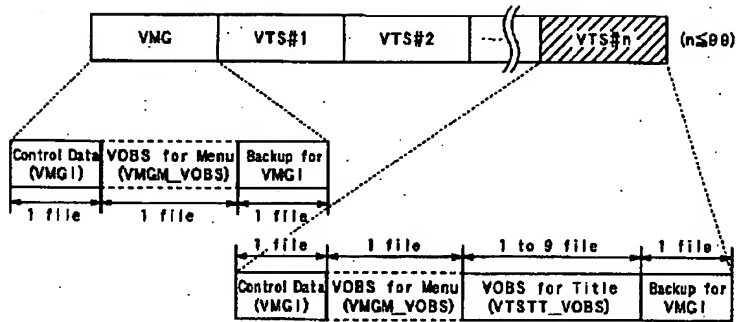 VMG VTS#1 VTS#2 ---- VTS#n (n≦99)
Control Data (VMGI) VOBS for Menu (VMGM_VOBS) Backup for VMGI
1 file 1 file 1 file
1 file 1 file 1 to 9 file 1 file
Control Data (VMGI) VOBS for Menu (VMGM_VOBS) VOBS for Title (VTSTT_VOBS) Backup for VMGI